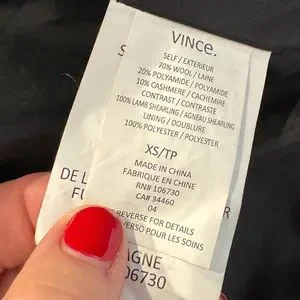 VINCE.
SELF / EXTERIEUR
70% WOOL / LAINE
20% POLYAMIDE / POLYAMIDE
10% CASHMERE / CACHEMIRE
CONTRAST / CONTRASTE
100% LAMB SHEARLING / AGNEAU SHEARLING
LINING / DOUBLURE
100% POLYESTER / POLYESTER
XS/TP
MADE IN CHINA
FABRIQUE EN CHINE
RN# 106730
CA# 34460
04
REVERSE FOR DETAILS
VERSO POUR LES SOINS
06730